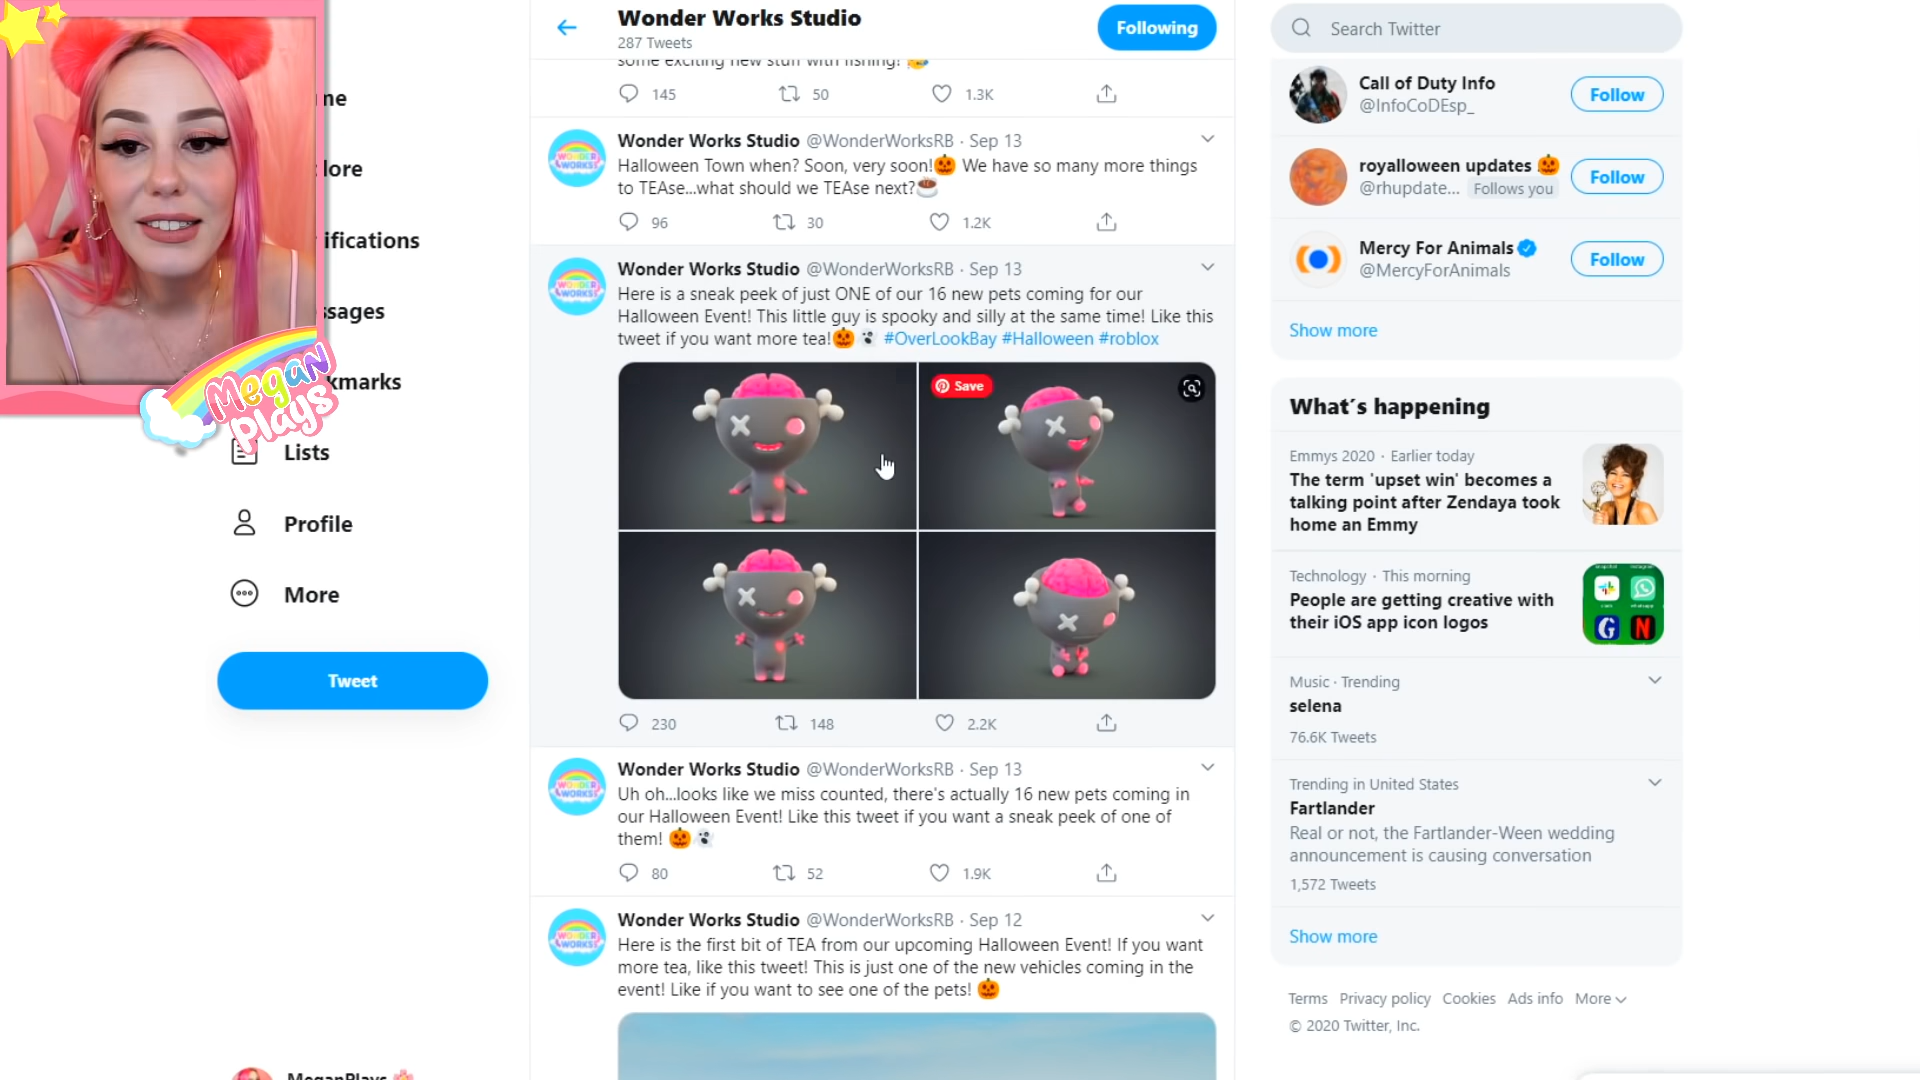 Wonder Works Studio
287 Tweets
Following
some exciting new stuff with fishing!
145 50 1.3K
Wonder Works Studio @WonderWorksRB · Sep 13
Halloween Town when? Soon, very soon!🎃 We have so many more things
to TEAse...what should we TEAse next?☕
96 30 1.2K
Wonder Works Studio @WonderWorksRB · Sep 13
Here is a sneak peek of just ONE of our 16 new pets coming for our
Halloween Event! This little guy is spooky and silly at the same time! Like this
tweet if you want more tea!🎃👻 #OverLookBay #Halloween #roblox
Save
230 148 2.2K
Wonder Works Studio @WonderWorksRB · Sep 13
Uh oh...looks like we miss counted, there's actually 16 new pets coming in
our Halloween Event! Like this tweet if you want a sneak peek of one of
them! 🎃👻
80 52 1.9K
Wonder Works Studio @WonderWorksRB · Sep 12
Here is the first bit of TEA from our upcoming Halloween Event! If you want
more tea, like this tweet! This is just one of the new vehicles coming in the
event! Like if you want to see one of the pets! 🎃
WONDER
WORKS
me
lore
ifications
ssages
kmarks
Megan
Plays
Lists
Profile
More
Tweet
MeganPlays
Search Twitter
Call of Duty Info
@InfoCoDEsp_
Follow
royalloween updates 🎃
@rhupdate... Follows you
Follow
Mercy For Animals
@MercyForAnimals
Follow
Show more
What's happening
Emmys 2020 · Earlier today
The term 'upset win' becomes a
talking point after Zendaya took
home an Emmy
Technology · This morning
People are getting creative with
their iOS app icon logos
Music · Trending
selena
76.6K Tweets
Trending in United States
Fartlander
Real or not, the Fartlander-Ween wedding
announcement is causing conversation
1,572 Tweets
Show more
Terms Privacy policy Cookies Ads info More
© 2020 Twitter, Inc.